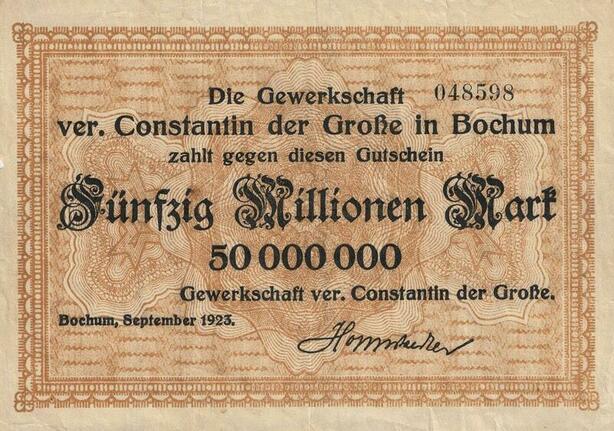 Die Gewerkschaft 048598
ver. Constantin der Große in Bochum
zahlt gegen diesen Gutschein
Fünfzig Millionen Mark
50 000 000
Gewerkschaft ver. Constantin der Große.
Bochum, September 1923.